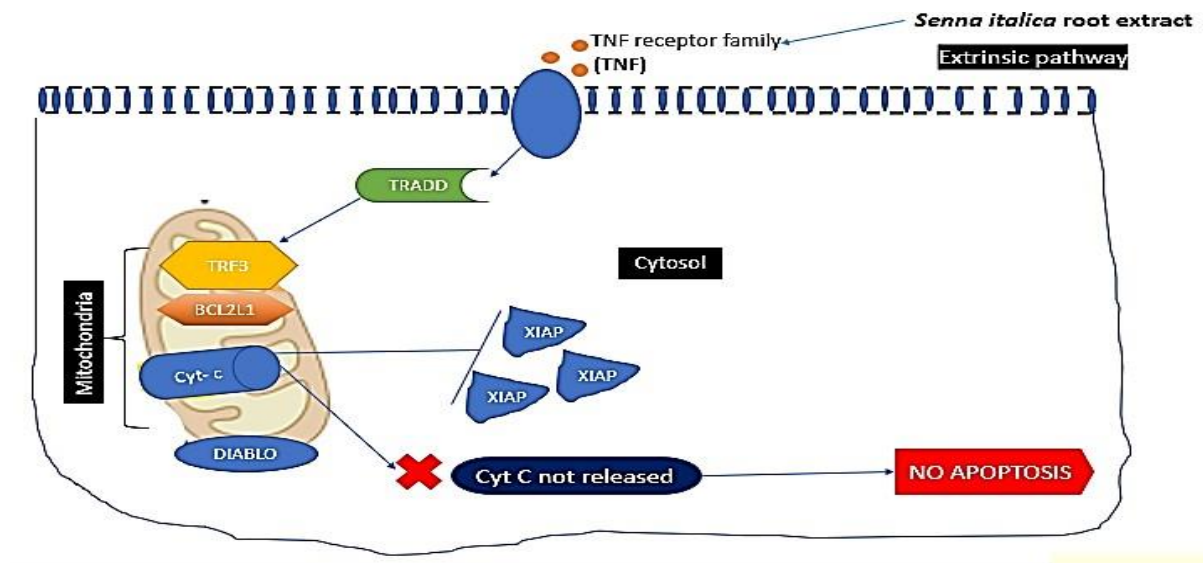 Senna italica root extract
TNF receptor family
(TNF)
Extrinsic pathway
TRADD
Cytosol
TRF3
BCL2L1
Mitochondria
XIAP
Cyt- c
XIAP
XIAP
DIABLO
Cyt C not released
NO APOPTOSIS